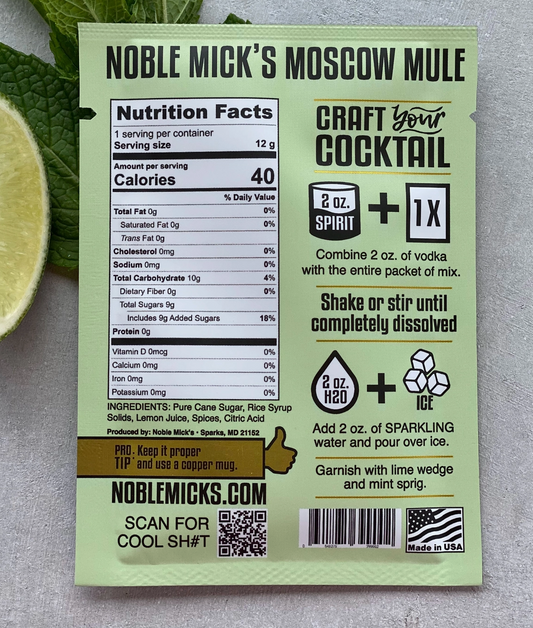 NOBLE MICK'S MOSCOW MULE
Nutrition Facts
1 serving per container
Serving size 12 g
Amount per serving
Calories 40
% Daily Value
Total Fat 0g 0%
Saturated Fat 0g 0%
Trans Fat 0g
Cholesterol 0mg 0%
Sodium 0mg 0%
Total Carbohydrate 10g 4%
Dietary Fiber 0g 0%
Total Sugars 9g
Includes 9g Added Sugars 18%
Protein 0g
Vitamin D 0mcg 0%
Calcium 0mg 0%
Iron 0mg 0%
Potassium 0mg 0%
INGREDIENTS: Pure Cane Sugar, Rice Syrup
Solids, Lemon Juice, Spices, Citric Acid
Produced by: Noble Mick's • Sparks, MD 21152
PRO TIP: Keep it proper
and use a copper mug.
NOBLEMICKS.COM
SCAN FOR
COOL SH#T
CRAFT Your
COCKTAIL
2 oz.
SPIRIT
+
1X
Combine 2 oz. of vodka
with the entire packet of mix.
Shake or stir until
completely dissolved
2 oz.
H2O
+
ICE
Add 2 oz. of SPARKLING
water and pour over ice.
Garnish with lime wedge
and mint sprig.
Made in USA